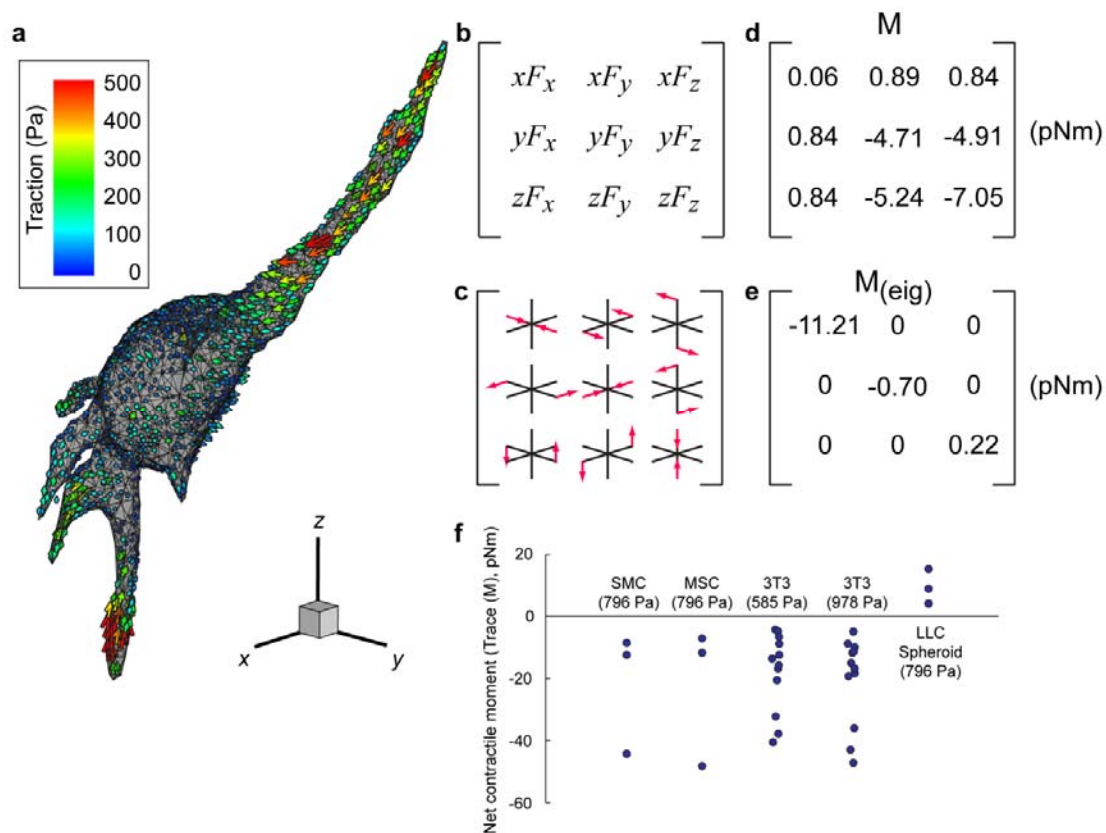 a
Traction (Pa)
500
400
300
200
100
0
z
x
y
b
xFx xFy xFz
yFx yFy yFz
zFx zFy zFz
c
d
M
0.06 0.89 0.84
0.84 -4.71 -4.91
0.84 -5.24 -7.05
(pNm)
e
M(eig)
-11.21 0 0
0 -0.70 0
0 0 0.22
(pNm)
f
Net contractile moment (Trace (M), pNm)
20
0
-20
-40
-60
SMC
(796 Pa)
MSC
(796 Pa)
3T3
(585 Pa)
3T3
(978 Pa)
LLC
Spheroid
(796 Pa)